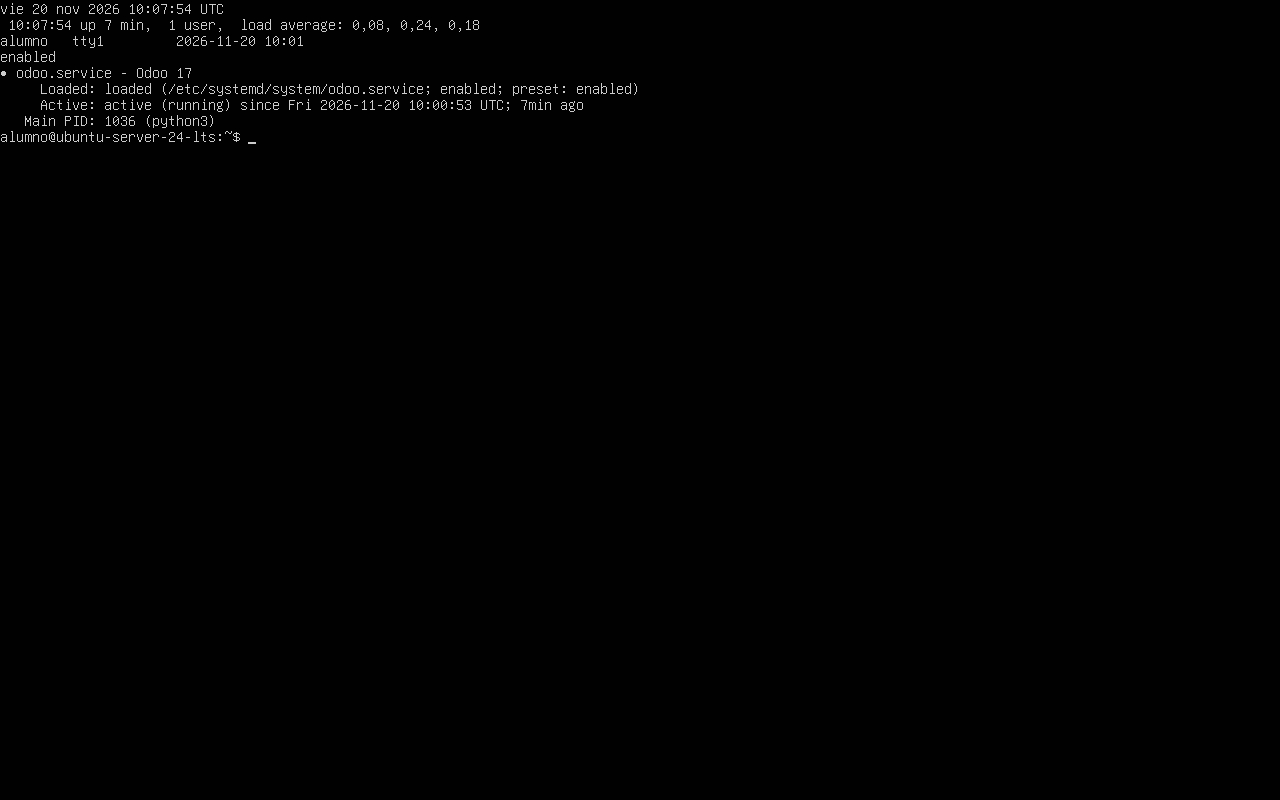 vie 20 nov 2026 10:07:54 UTC
 10:07:54 up 7 min,  1 user,  load average: 0,08, 0,24, 0,18
alumno   tty1         2026-11-20 10:01
enabled
● odoo.service - Odoo 17
     Loaded: loaded (/etc/systemd/system/odoo.service; enabled; preset: enabled)
     Active: active (running) since Fri 2026-11-20 10:00:53 UTC; 7min ago
   Main PID: 1036 (python3)
alumno@ubuntu-server-24-lts:~$ _